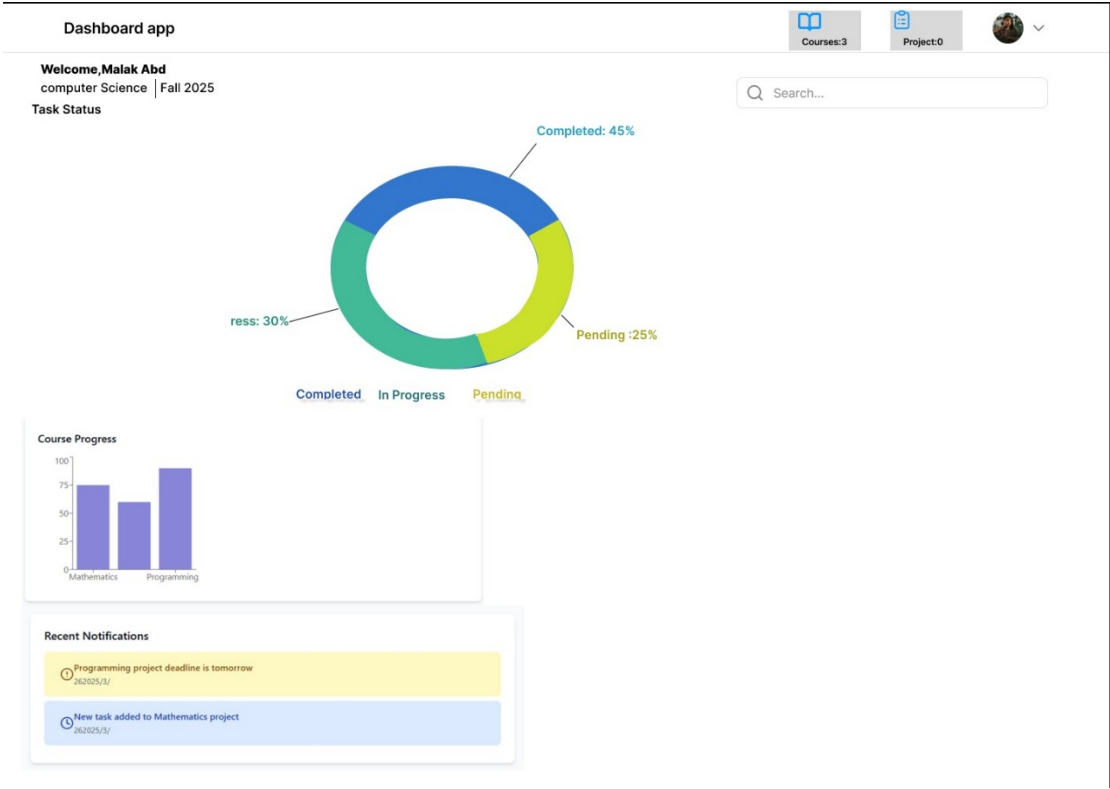 Dashboard app
Courses:3
Project:0
Welcome,Malak Abd
computer Science | Fall 2025
Search...
Task Status
Completed: 45%
ress: 30%
Pending :25%
Completed In Progress Pending
Course Progress
100
75
50
25
0
Mathematics Programming
Recent Notifications
Programming project deadline is tomorrow
262025/3/
New task added to Mathematics project
262025/3/